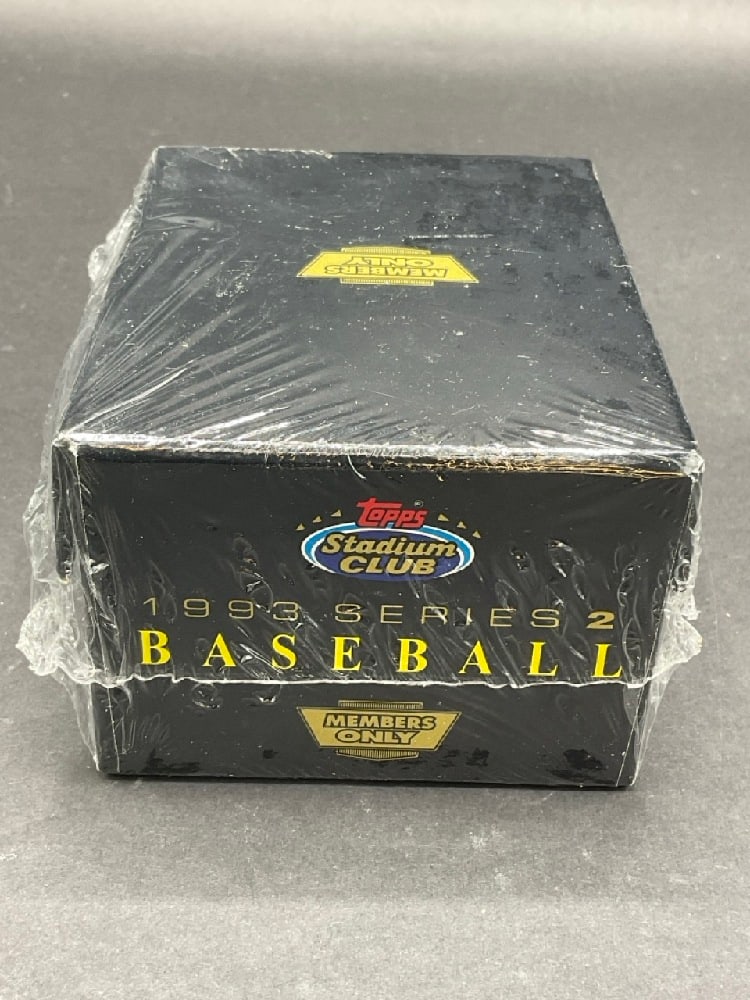 MEMBERS
ONLY
Topps
Stadium
CLUB
1993 SERIES 2
BASEBALL
MEMBERS
ONLY